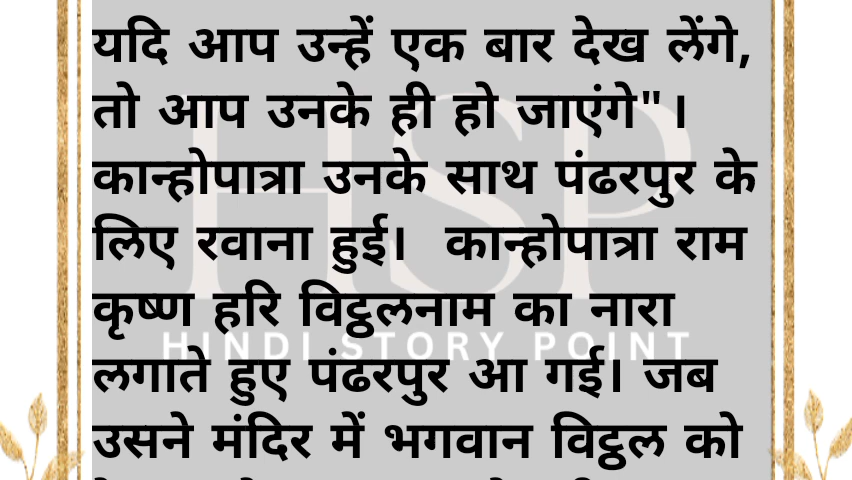 यदि आप उन्हें एक बार देख लेंगे,
तो आप उनके ही हो जाएंगे"।
कान्होपात्रा उनके साथ पंढरपुर के
लिए रवाना हुई।  कान्होपात्रा राम
कृष्ण हरि विट्ठलनाम का नारा
लगाते हुए पंढरपुर आ गई। जब
उसने मंदिर में भगवान विट्ठल को
HSP
HINDI STORY POINT